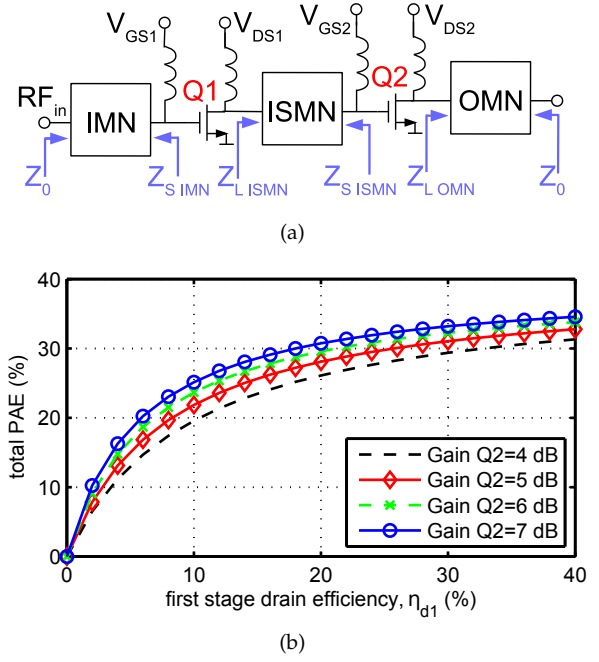 V_GS1 V_DS1 V_GS2 V_DS2
Q1 Q2
RF_in IMN ISMN OMN
Z_0 Z_S IMN Z_L ISMN Z_S ISMN Z_L OMN Z_0
(a)
40
30
20
10
0
total PAE (%)
Gain Q2=4 dB
Gain Q2=5 dB
Gain Q2=6 dB
Gain Q2=7 dB
0 10 20 30 40
first stage drain efficiency, η_d1 (%)
(b)